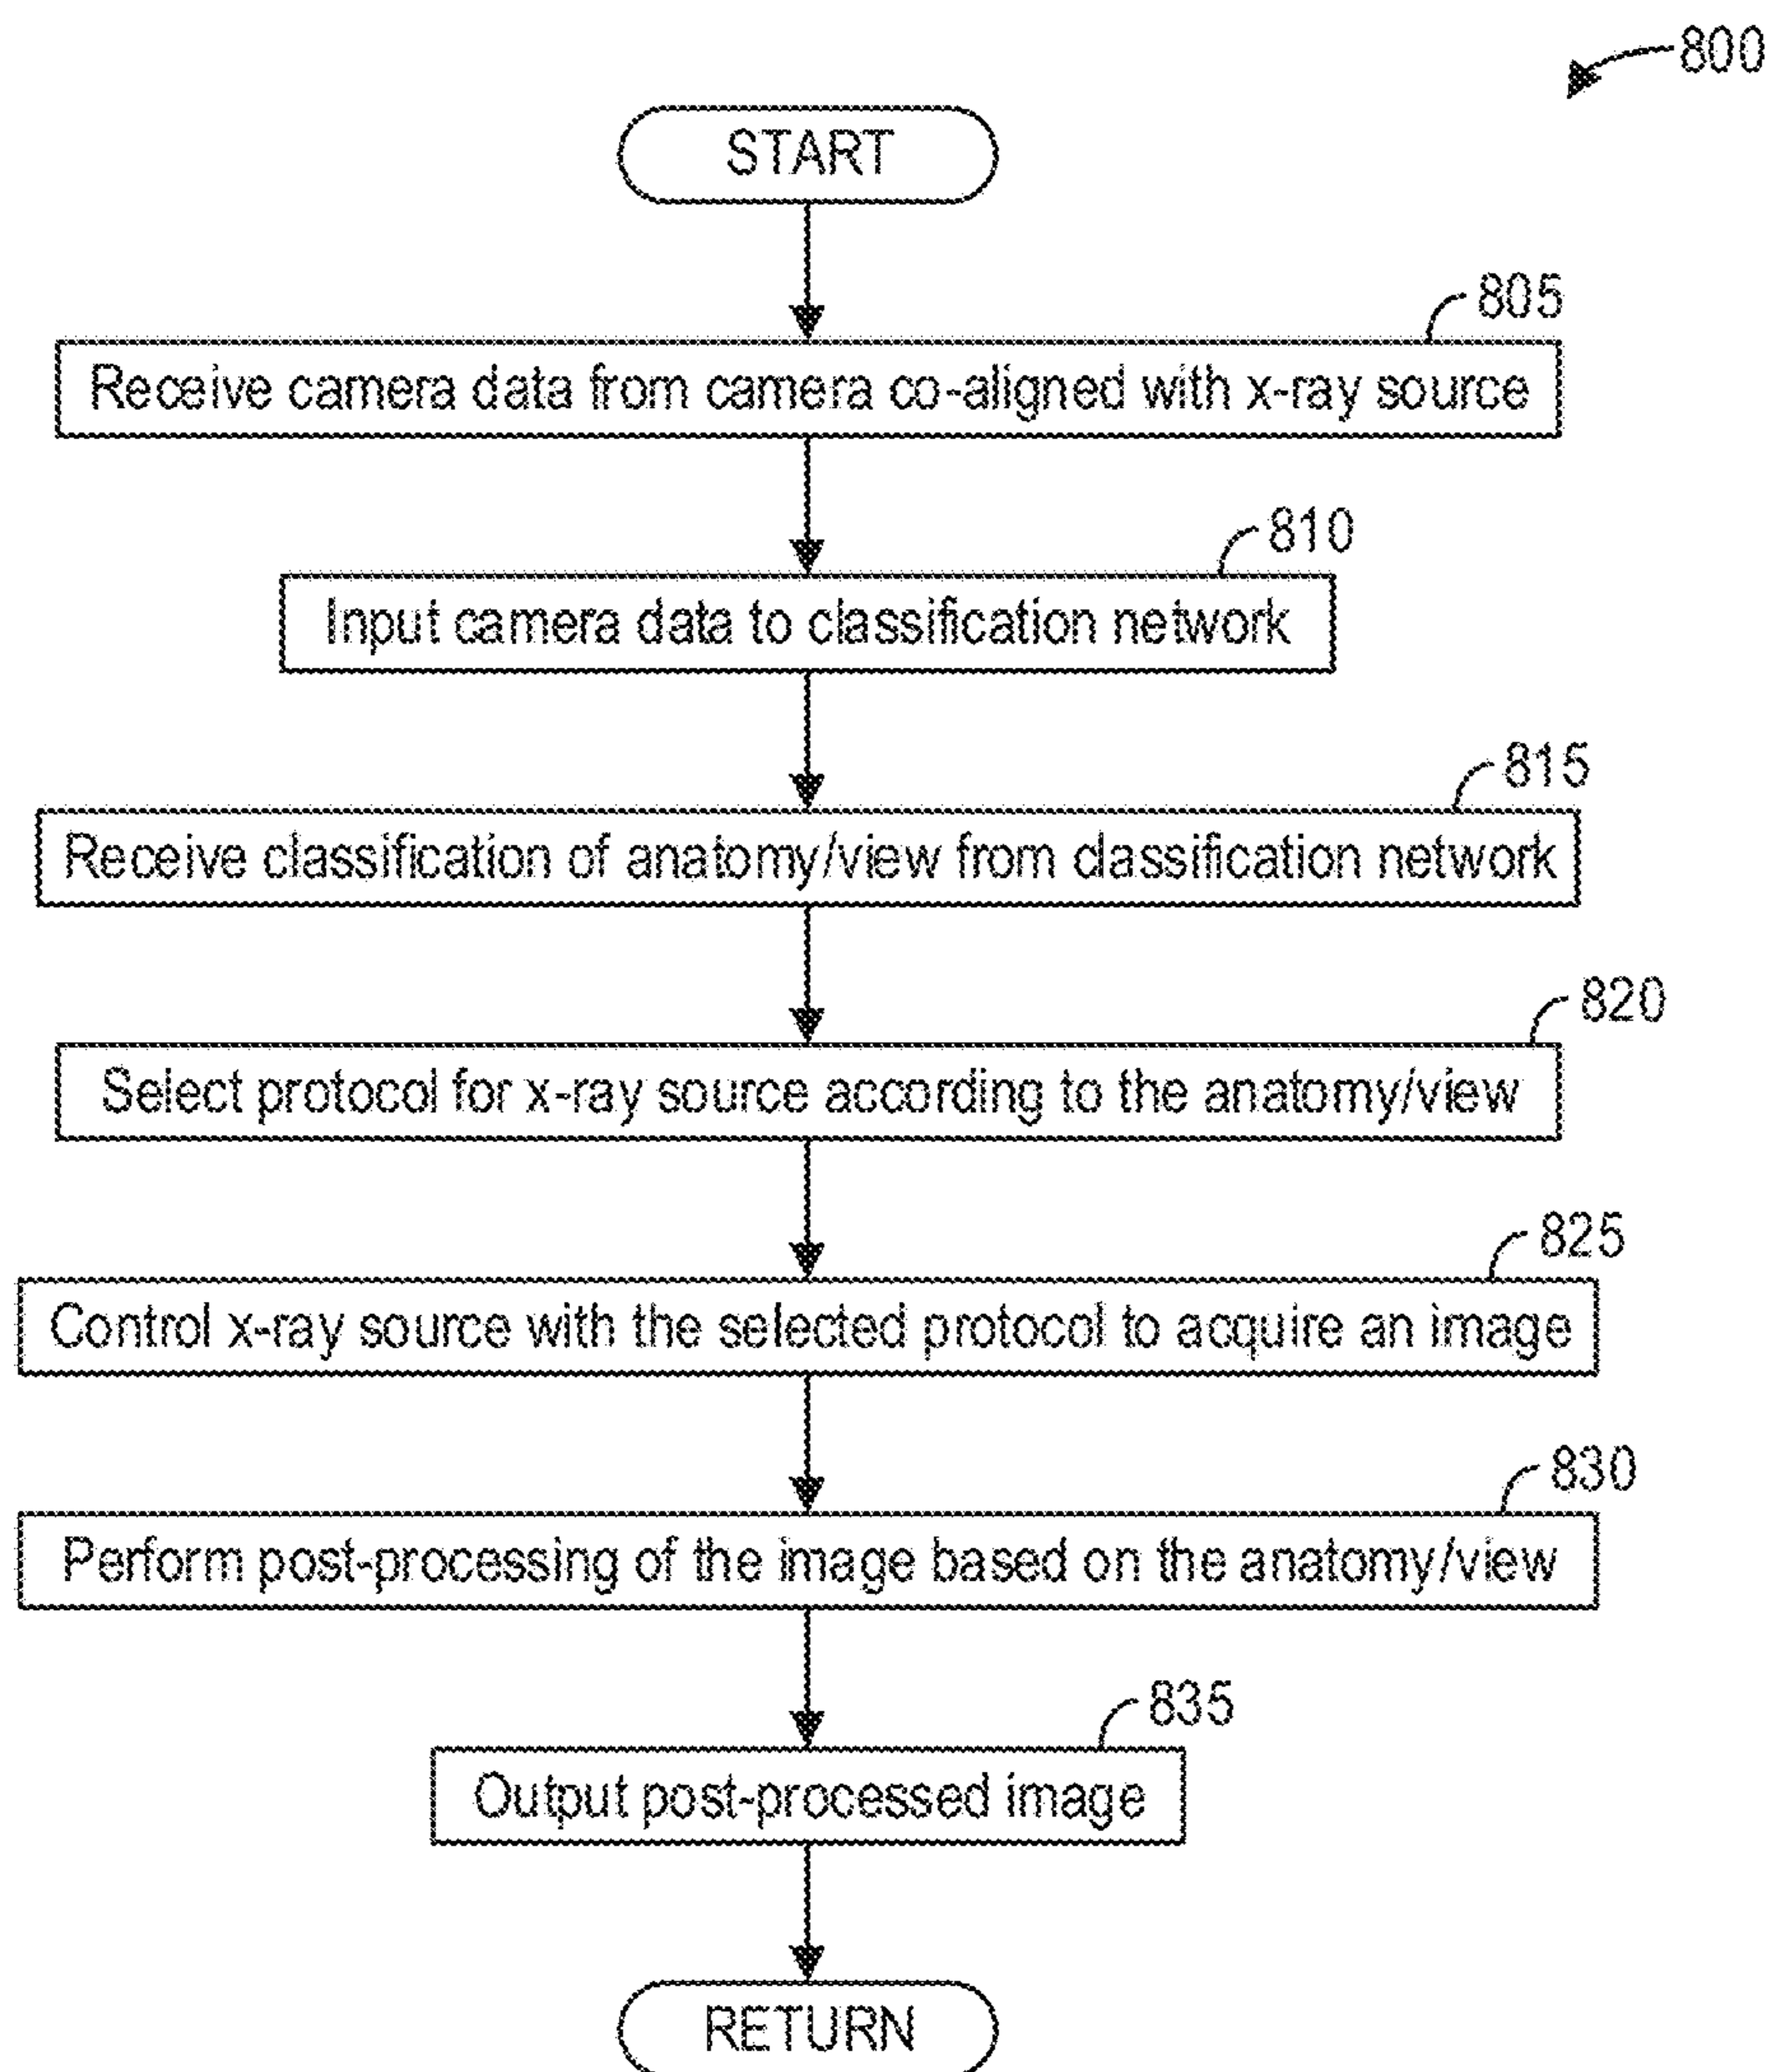 800
START
805
Receive camera data from camera co-aligned with x-ray source
810
Input camera data to classification network
815
Receive classification of anatomy/view from classification network
820
Select protocol for x-ray source according to the anatomy/view
825
Control x-ray source with the selected protocol to acquire an image
830
Perform post-processing of the image based on the anatomy/view
835
Output post-processed image
RETURN